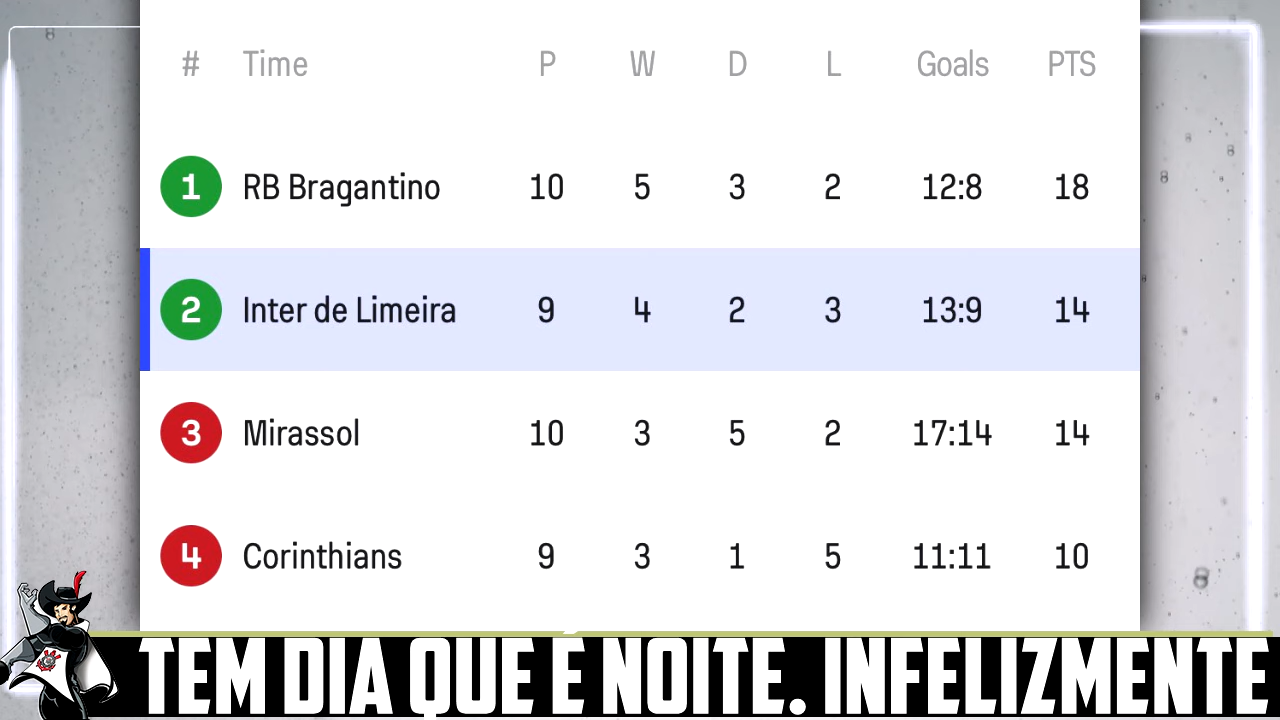 # Time P W D L Goals PTS
1 RB Bragantino 10 5 3 2 12:8 18
2 Inter de Limeira 9 4 2 3 13:9 14
3 Mirassol 10 3 5 2 17:14 14
4 Corinthians 9 3 1 5 11:11 10
TEM DIA QUE É NOITE. INFELIZMENTE